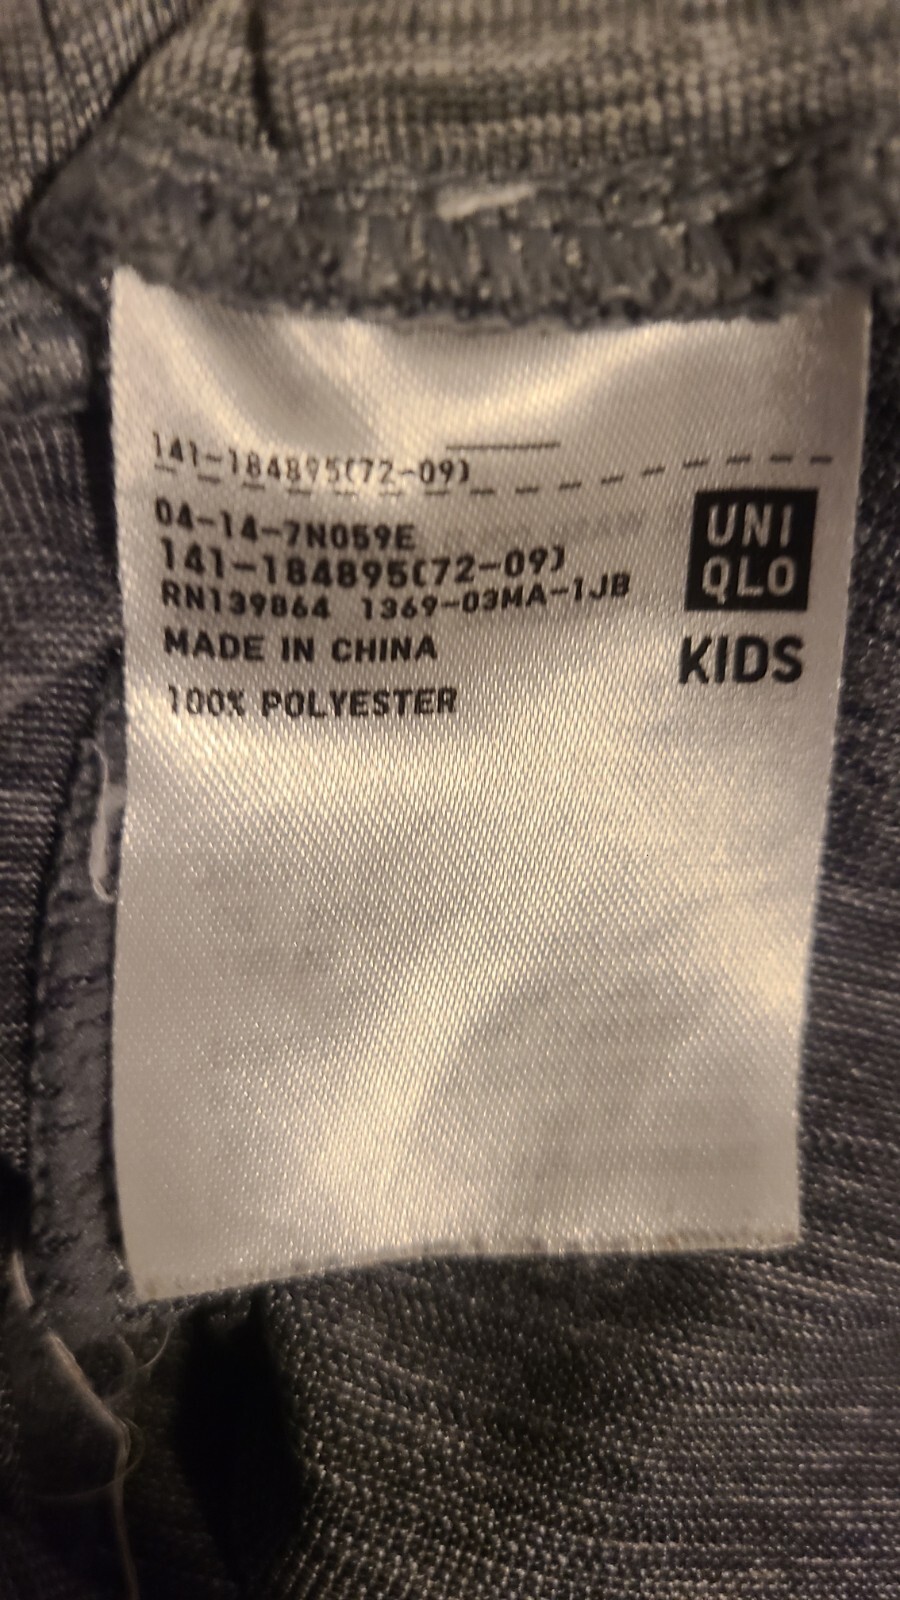 141-184895(72-09)
04-14-7N059E
141-184895(72-09)
RN139864 1369-03MA-1JB
MADE IN CHINA
100% POLYESTER
UNI
QLO
KIDS